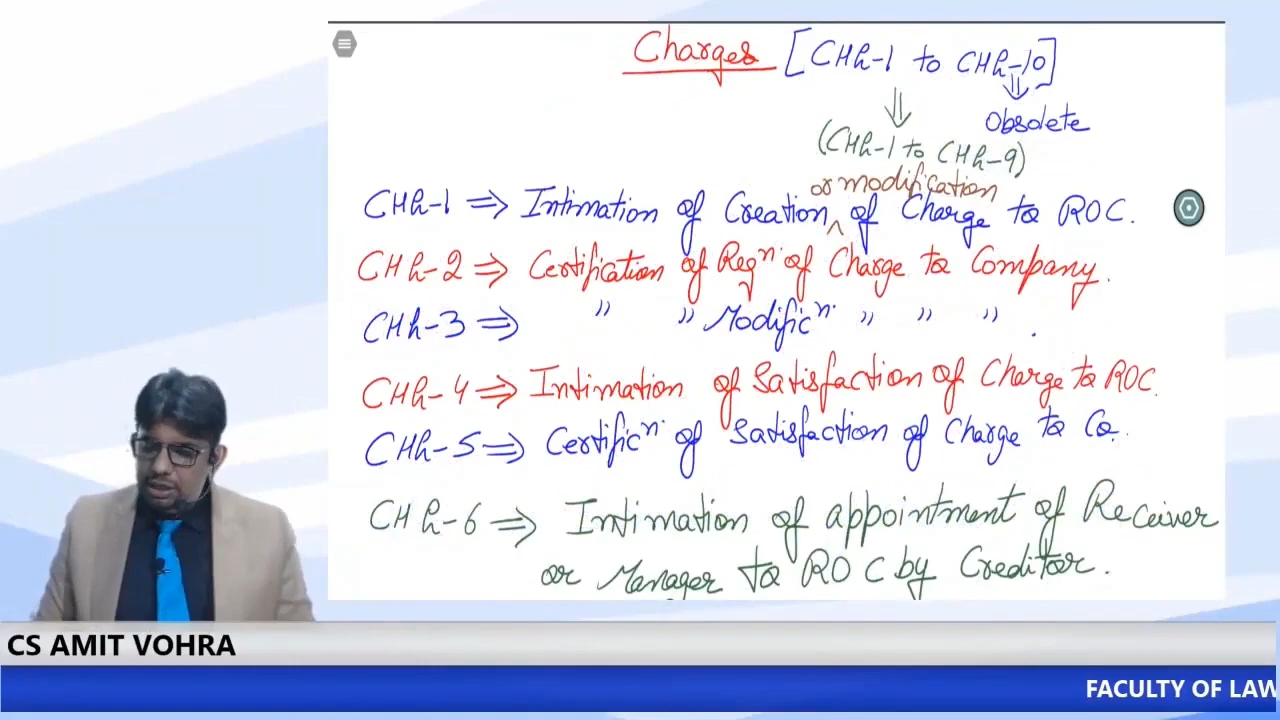 Charges [CHG-1 to CHG-10]
⇓ ⇓
Obsolete
(CHG-1 to CHG-9)
or modification
CHG-1 ⇒ Intimation of Creation ^ of Charge to ROC.
CHG-2 ⇒ Certification of Regn. of Charge to Company.
CHG-3 ⇒ " " Modificn. " " " .
CHG-4 ⇒ Intimation of Satisfaction of Charge to ROC.
CHG-5 ⇒ Certificn. of Satisfaction of Charge to Co.
CHG-6 ⇒ Intimation of appointment of Receiver
or Manager to ROC by Creditor.
CS AMIT VOHRA
FACULTY OF LAW